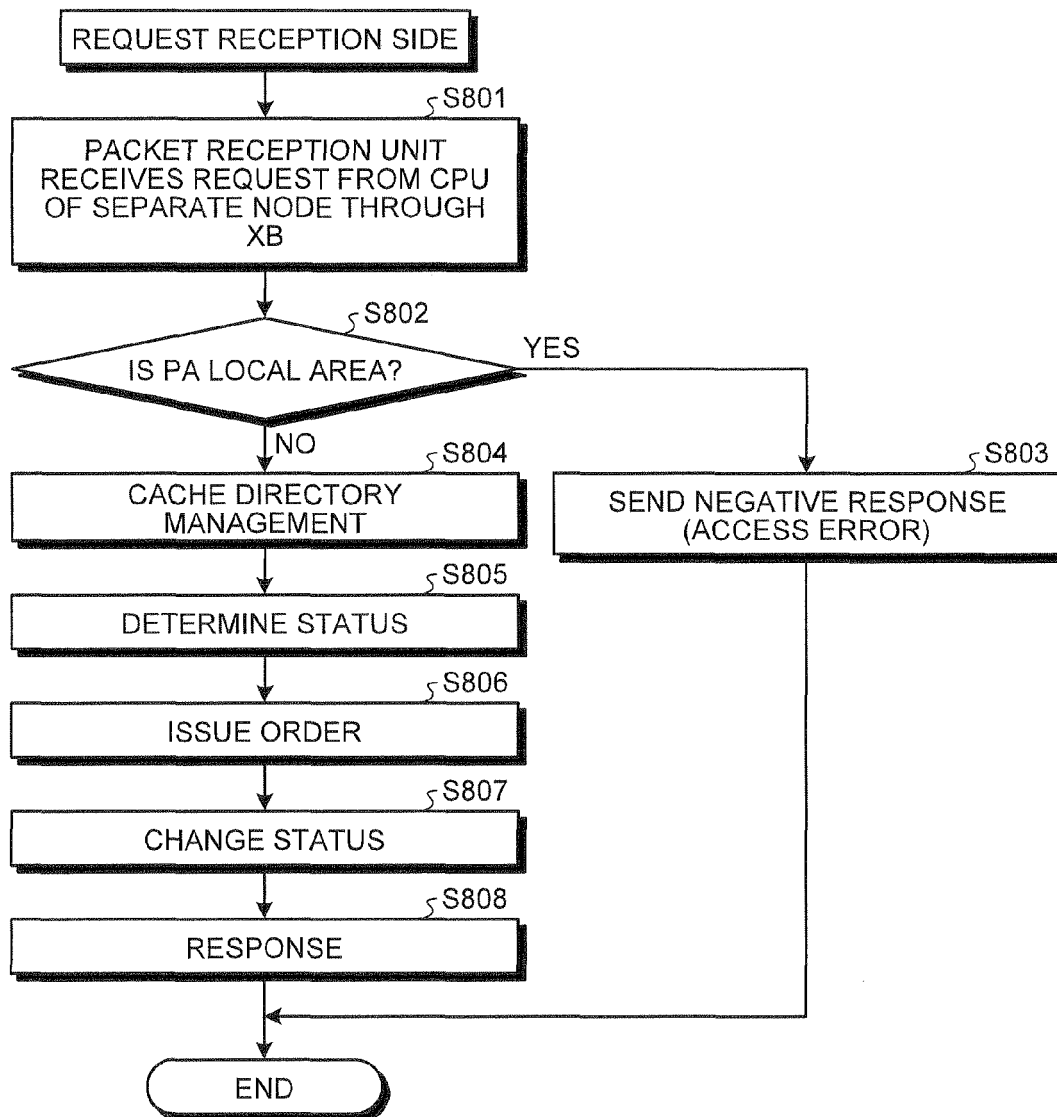 REQUEST RECEPTION SIDE
S801
PACKET RECEPTION UNIT
RECEIVES REQUEST FROM CPU
OF SEPARATE NODE THROUGH
XB
S802
IS PA LOCAL AREA?
YES
NO
S804
CACHE DIRECTORY
MANAGEMENT
S803
SEND NEGATIVE RESPONSE
(ACCESS ERROR)
S805
DETERMINE STATUS
S806
ISSUE ORDER
S807
CHANGE STATUS
S808
RESPONSE
END